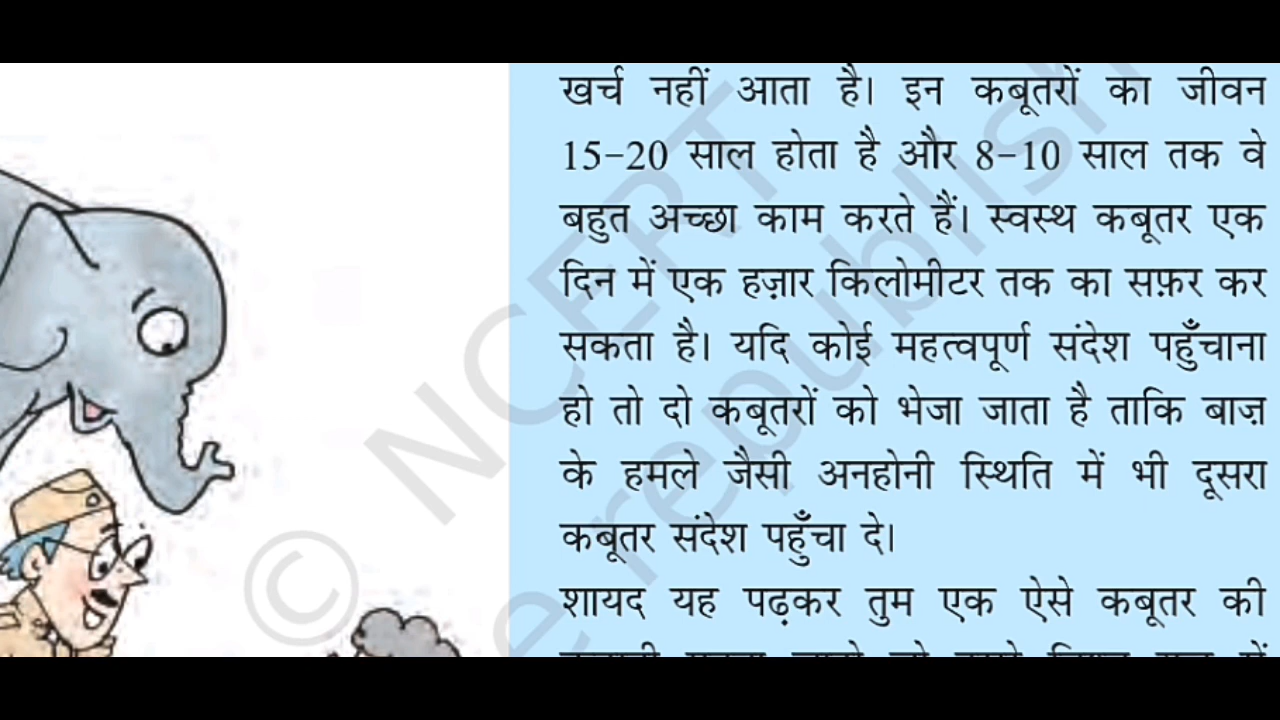 खर्च नहीं आता है। इन कबूतरों का जीवन
15-20 साल होता है और 8-10 साल तक वे
बहुत अच्छा काम करते हैं। स्वस्थ कबूतर एक
दिन में एक हज़ार किलोमीटर तक का सफ़र कर
सकता है। यदि कोई महत्वपूर्ण संदेश पहुँचाना
हो तो दो कबूतरों को भेजा जाता है ताकि बाज़
के हमले जैसी अनहोनी स्थिति में भी दूसरा
कबूतर संदेश पहुँचा दे।
शायद यह पढ़कर तुम एक ऐसे कबूतर की
© NCERT
e republish